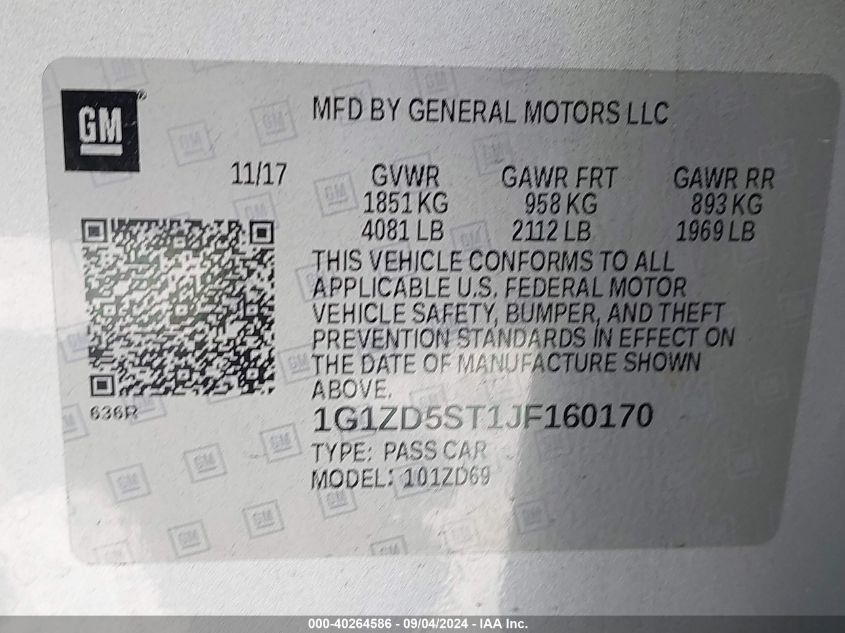 GM ®
MFD BY GENERAL MOTORS LLC
11/17 GVWR GAWR FRT GAWR RR
1851 KG 958 KG 893 KG
4081 LB 2112 LB 1969 LB
THIS VEHICLE CONFORMS TO ALL
APPLICABLE U.S. FEDERAL MOTOR
VEHICLE SAFETY, BUMPER, AND THEFT
PREVENTION STANDARDS IN EFFECT ON
THE DATE OF MANUFACTURE SHOWN
ABOVE.
636R
1G1ZD5ST1JF160170
TYPE: PASS CAR
MODEL: 101ZD69
000-40264586 - 09/04/2024 - IAA Inc.